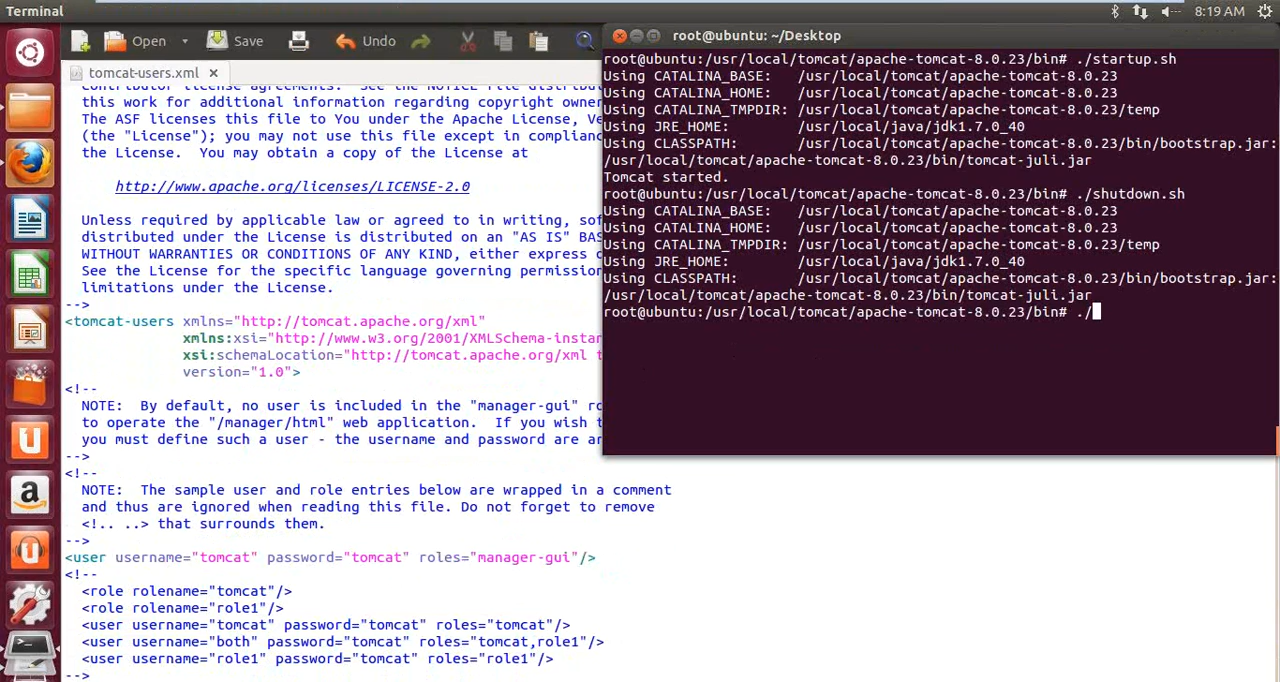 Terminal
8:19 AM
Open
Save
Undo
tomcat-users.xml
contributor license agreements.  See the NOTICE file distribut
this work for additional information regarding copyright owner
The ASF licenses this file to You under the Apache License, Ve
(the "License"); you may not use this file except in complianc
the License.  You may obtain a copy of the License at
http://www.apache.org/licenses/LICENSE-2.0
Unless required by applicable law or agreed to in writing, sof
distributed under the License is distributed on an "AS IS" BAS
WITHOUT WARRANTIES OR CONDITIONS OF ANY KIND, either express o
See the License for the specific language governing permission
limitations under the License.
-->
<tomcat-users xmlns="http://tomcat.apache.org/xml"
xmlns:xsi="http://www.w3.org/2001/XMLSchema-instan
xsi:schemaLocation="http://tomcat.apache.org/xml t
version="1.0">
<!--
NOTE:  By default, no user is included in the "manager-gui" ro
to operate the "/manager/html" web application.  If you wish t
you must define such a user - the username and password are ar
-->
<!--
NOTE:  The sample user and role entries below are wrapped in a comment
and thus are ignored when reading this file. Do not forget to remove
<!.. ..> that surrounds them.
-->
<user username="tomcat" password="tomcat" roles="manager-gui"/>
<!--
<role rolename="tomcat"/>
<role rolename="role1"/>
<user username="tomcat" password="tomcat" roles="tomcat"/>
<user username="both" password="tomcat" roles="tomcat,role1"/>
<user username="role1" password="tomcat" roles="role1"/>
-->
root@ubuntu: ~/Desktop
root@ubuntu:/usr/local/tomcat/apache-tomcat-8.0.23/bin# ./startup.sh
Using CATALINA_BASE:   /usr/local/tomcat/apache-tomcat-8.0.23
Using CATALINA_HOME:   /usr/local/tomcat/apache-tomcat-8.0.23
Using CATALINA_TMPDIR: /usr/local/tomcat/apache-tomcat-8.0.23/temp
Using JRE_HOME:        /usr/local/java/jdk1.7.0_40
Using CLASSPATH:       /usr/local/tomcat/apache-tomcat-8.0.23/bin/bootstrap.jar:
/usr/local/tomcat/apache-tomcat-8.0.23/bin/tomcat-juli.jar
Tomcat started.
root@ubuntu:/usr/local/tomcat/apache-tomcat-8.0.23/bin# ./shutdown.sh
Using CATALINA_BASE:   /usr/local/tomcat/apache-tomcat-8.0.23
Using CATALINA_HOME:   /usr/local/tomcat/apache-tomcat-8.0.23
Using CATALINA_TMPDIR: /usr/local/tomcat/apache-tomcat-8.0.23/temp
Using JRE_HOME:        /usr/local/java/jdk1.7.0_40
Using CLASSPATH:       /usr/local/tomcat/apache-tomcat-8.0.23/bin/bootstrap.jar:
/usr/local/tomcat/apache-tomcat-8.0.23/bin/tomcat-juli.jar
root@ubuntu:/usr/local/tomcat/apache-tomcat-8.0.23/bin# ./